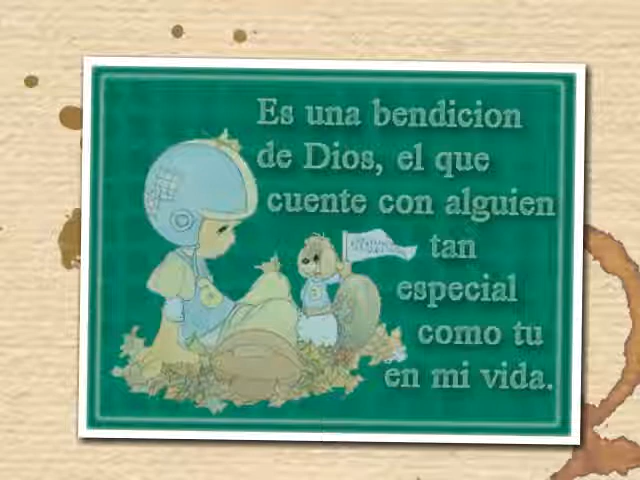 Es una bendicion
de Dios, el que
cuente con alguien
tan
especial
como tu
en mi vida.